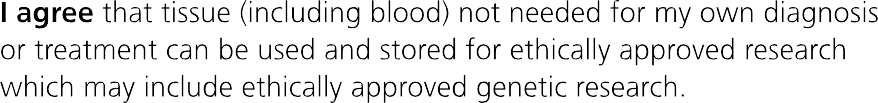 I agree that tissue (including blood) not needed for my own diagnosis
or treatment can be used and stored for ethically approved research
which may include ethically approved genetic research.